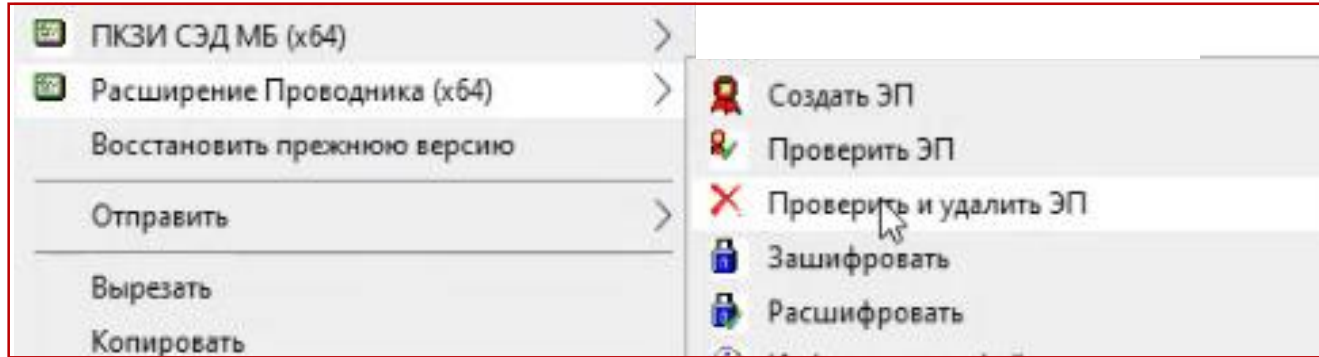 ПКЗИ СЭД МБ (x64)
Расширение Проводника (x64)
Восстановить прежнюю версию
Отправить
Вырезать
Копировать
Создать ЭП
Проверить ЭП
Проверить и удалить ЭП
Зашифровать
Расшифровать